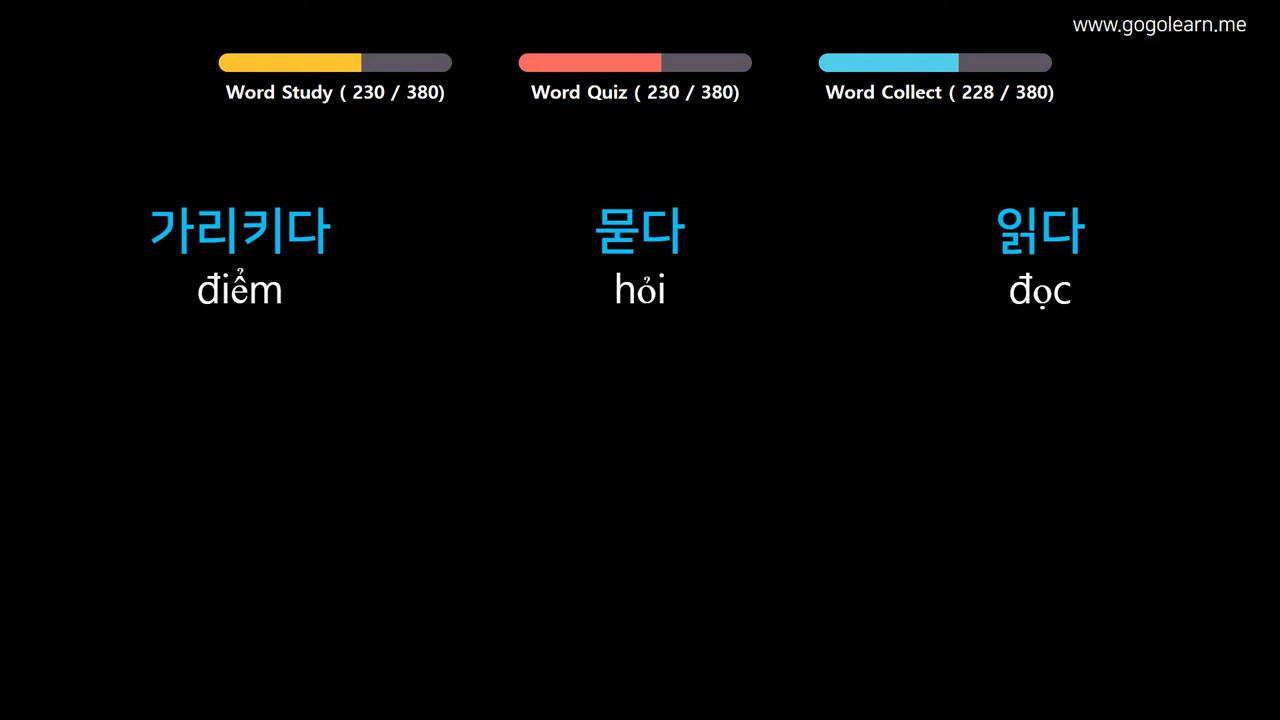 www.gogolearn.me
Word Study ( 230 / 380)
Word Quiz ( 230 / 380)
Word Collect ( 228 / 380)
가리키다
묻다
읽다
điểm
hỏi
đọc